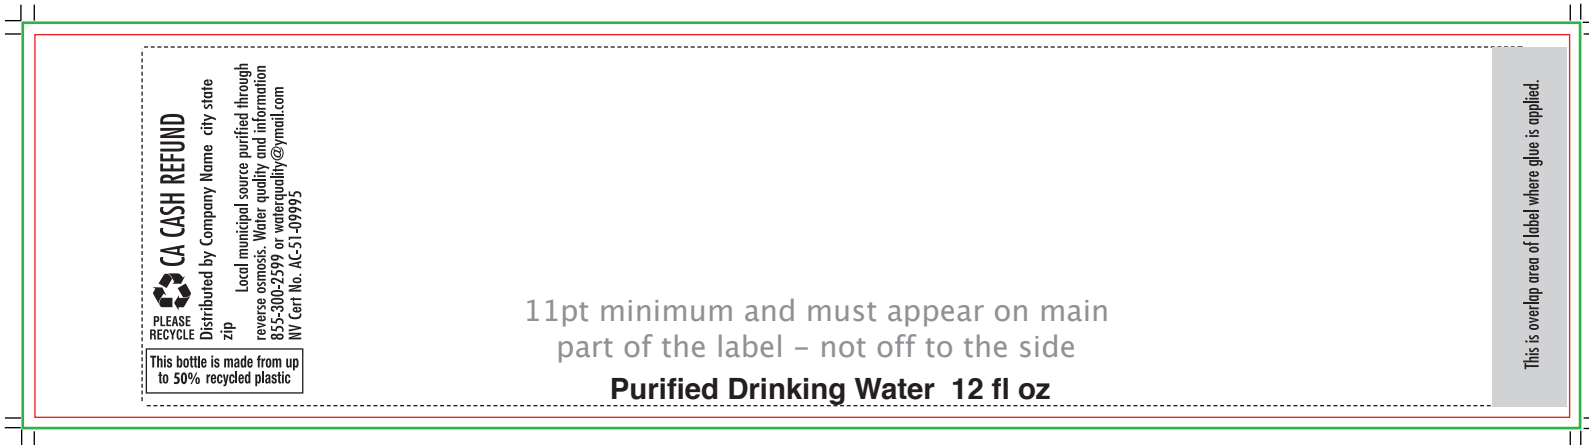 PLEASE
RECYCLE
CA CASH REFUND
Distributed by Company Name city state
zip
Local municipal source purified through
reverse osmosis. Water quality and information
855-300-2599 or waterquality@ymail.com
NV Cert No. AC-51-09995
This bottle is made from up
to 50% recycled plastic
11pt minimum and must appear on main
part of the label – not off to the side
Purified Drinking Water 12 fl oz
This is overlap area of label where glue is applied.